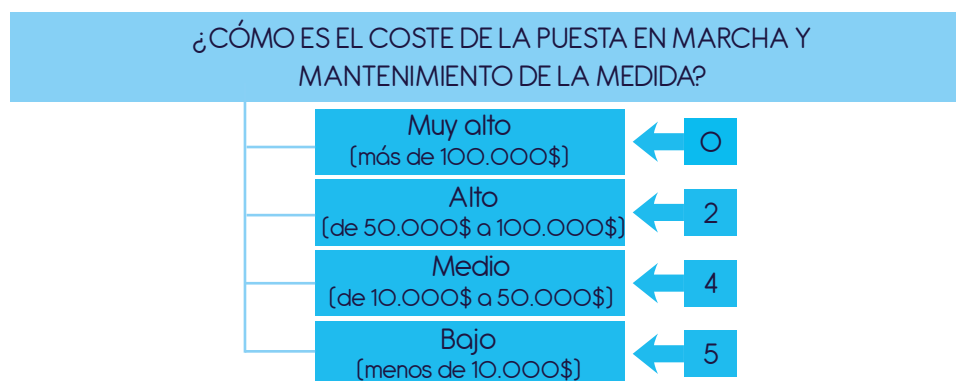 ¿CÓMO ES EL COSTE DE LA PUESTA EN MARCHA Y
MANTENIMIENTO DE LA MEDIDA?
Muy alto
(más de 100.000$)
0
Alto
(de 50.000$ a 100.000$)
2
Medio
(de 10.000$ a 50.000$)
4
Bajo
(menos de 10.000$)
5